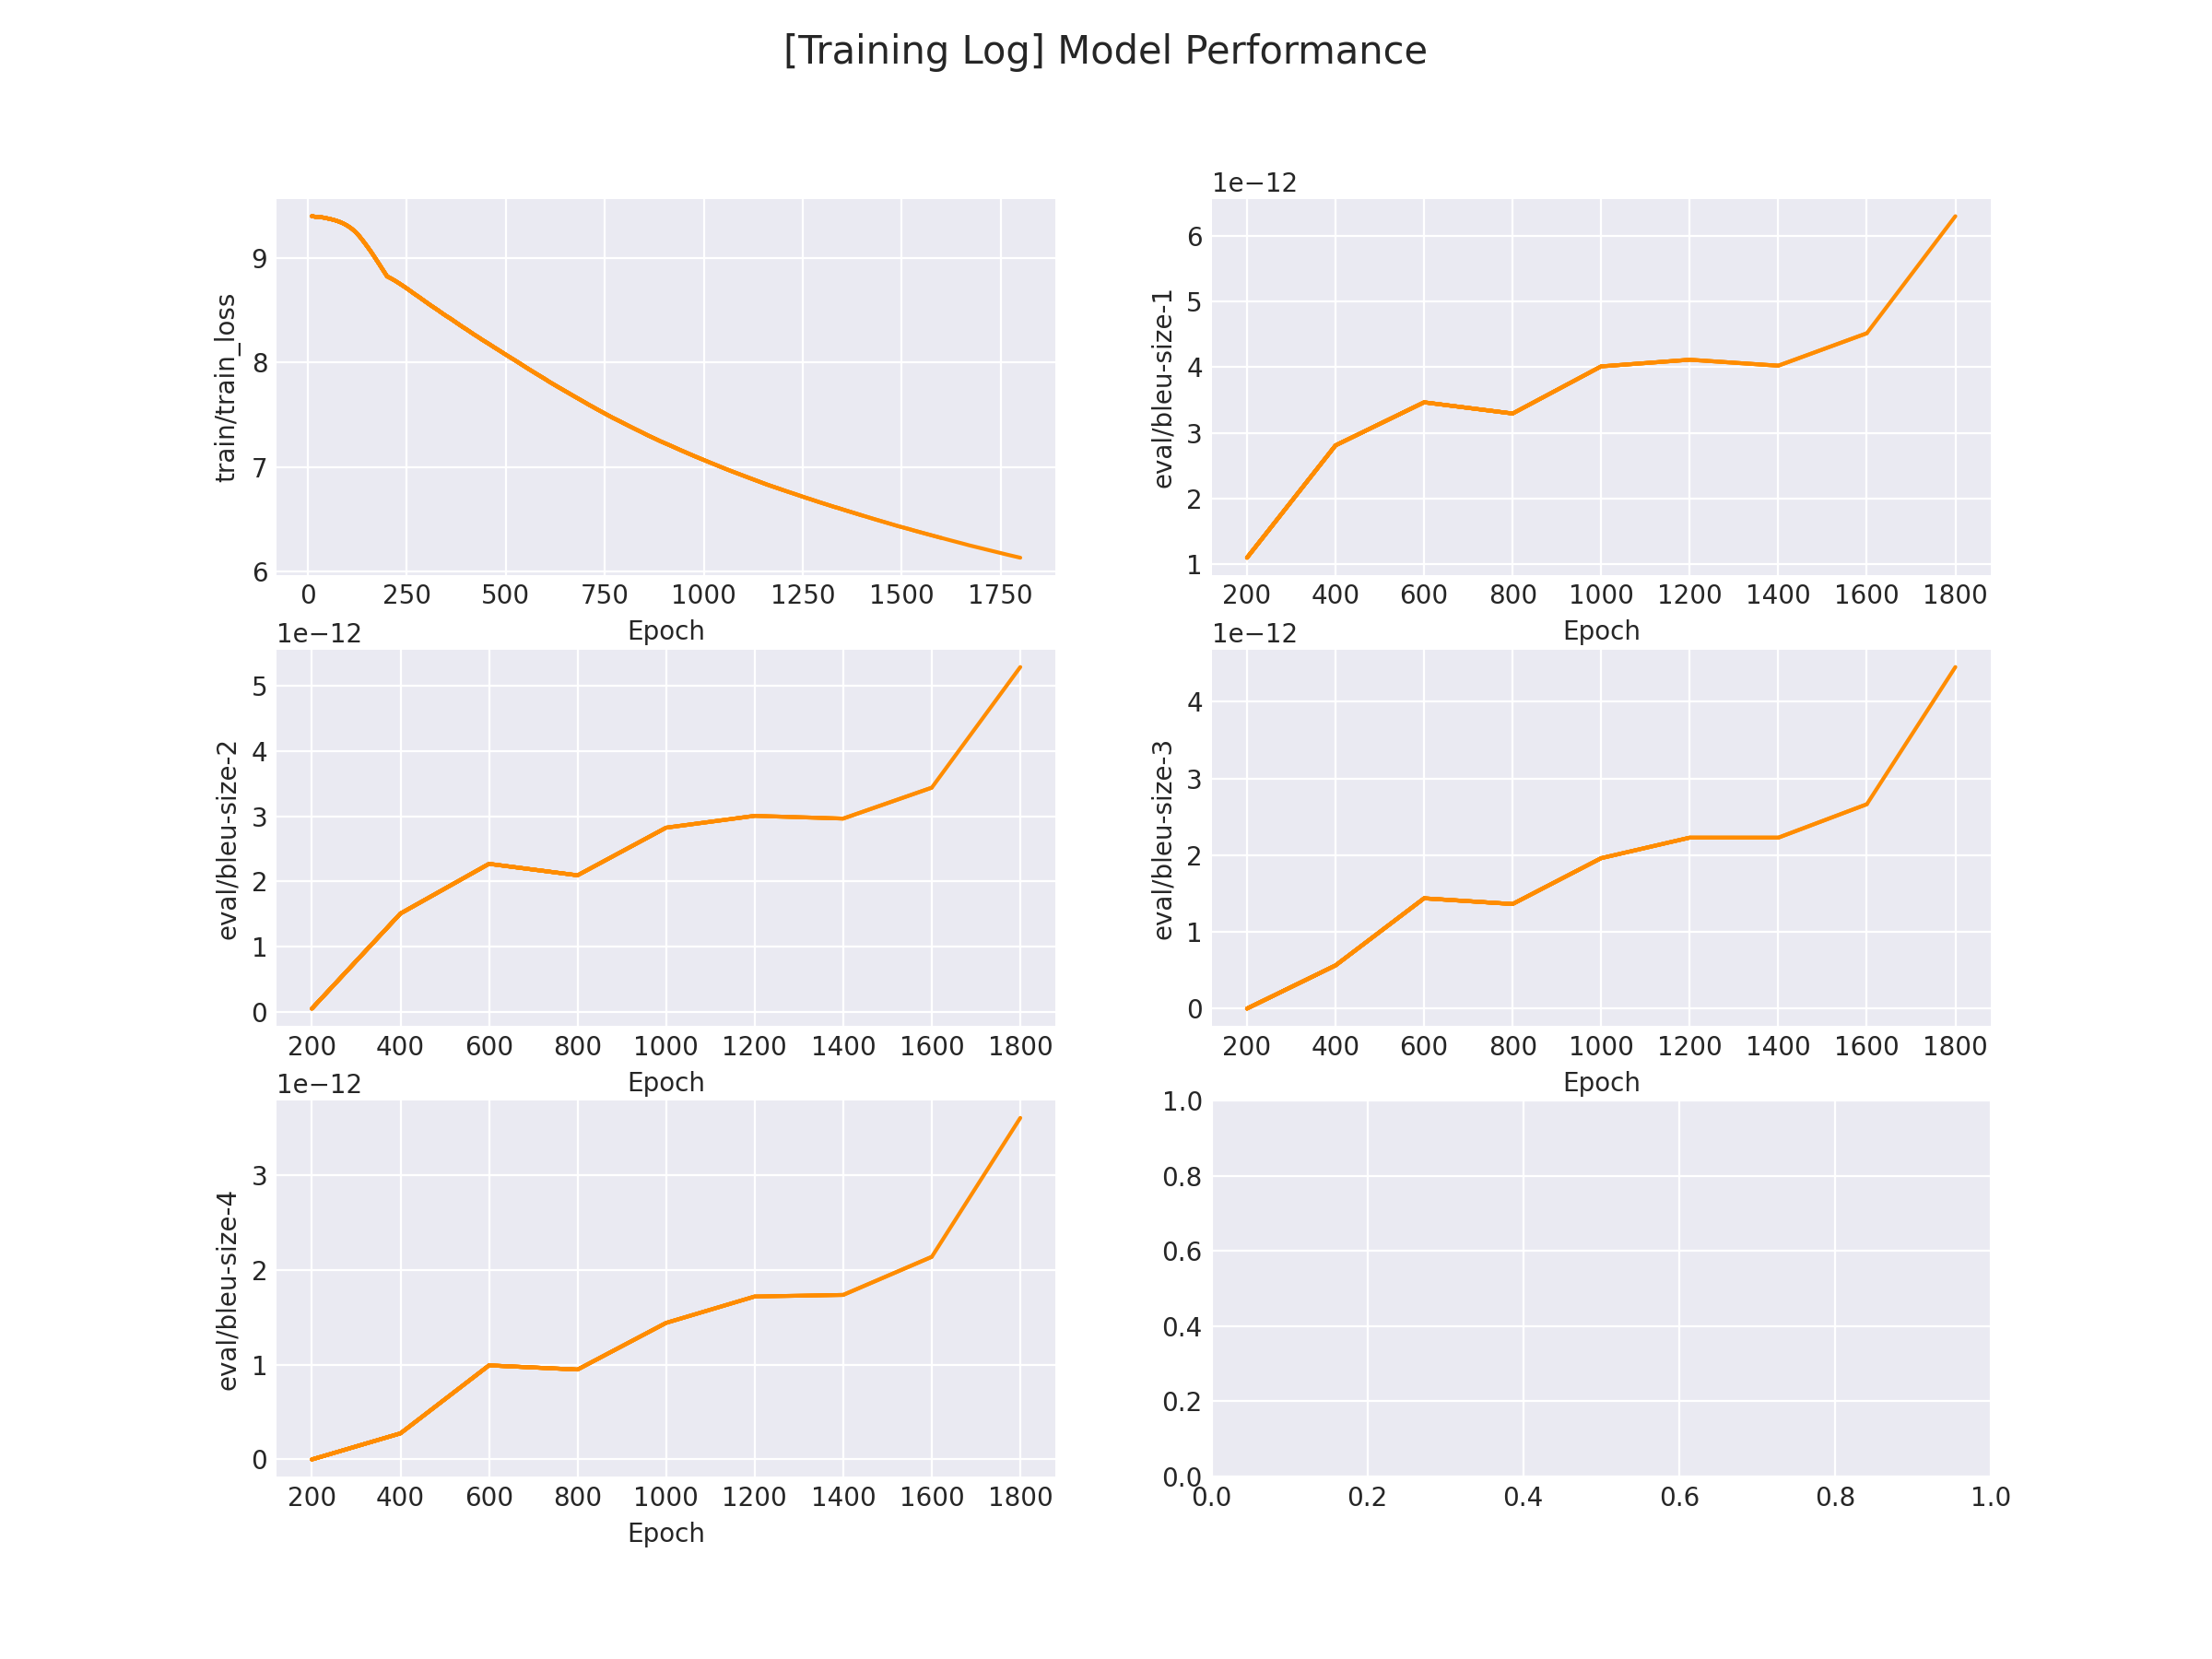 [Training Log] Model Performance
train/train_loss
9
8
7
6
0 250 500 750 1000 1250 1500 1750
Epoch
1e−12
eval/bleu-size-1
6
5
4
3
2
1
200 400 600 800 1000 1200 1400 1600 1800
Epoch
1e−12
eval/bleu-size-2
5
4
3
2
1
0
200 400 600 800 1000 1200 1400 1600 1800
Epoch
1e−12
eval/bleu-size-3
4
3
2
1
0
200 400 600 800 1000 1200 1400 1600 1800
Epoch
1e−12
eval/bleu-size-4
3
2
1
0
200 400 600 800 1000 1200 1400 1600 1800
Epoch
1.0
0.8
0.6
0.4
0.2
0.0
0.0 0.2 0.4 0.6 0.8 1.0